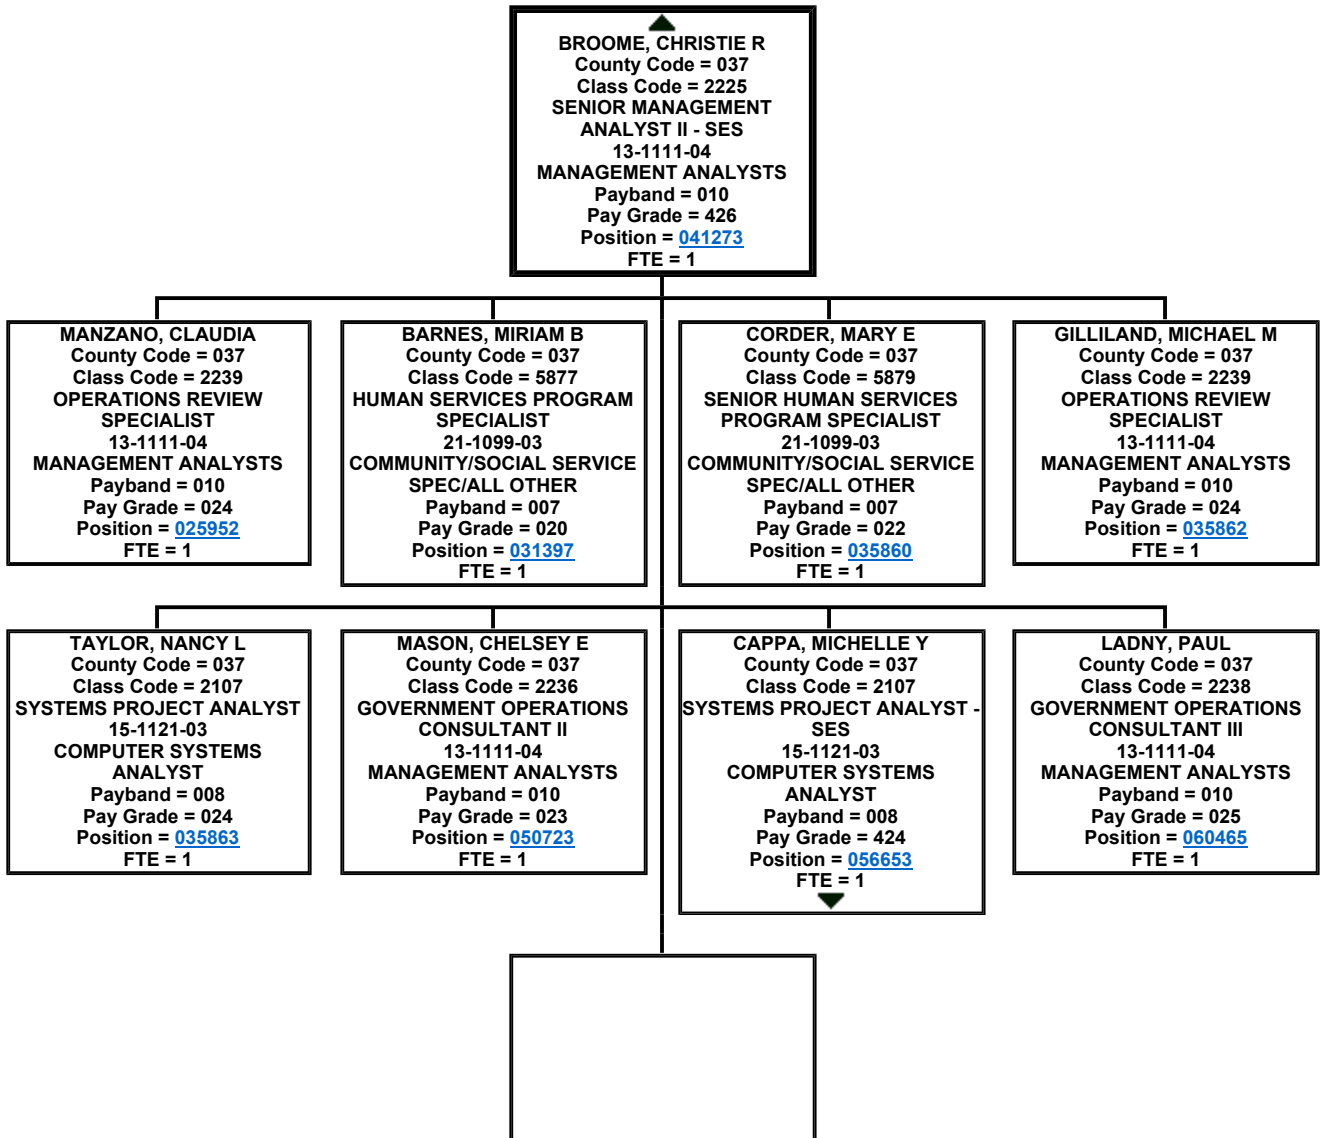 BROOME, CHRISTIE R
County Code = 037
Class Code = 2225
SENIOR MANAGEMENT
ANALYST II - SES
13-1111-04
MANAGEMENT ANALYSTS
Payband = 010
Pay Grade = 426
Position = 041273
FTE = 1
MANZANO, CLAUDIA
County Code = 037
Class Code = 2239
OPERATIONS REVIEW
SPECIALIST
13-1111-04
MANAGEMENT ANALYSTS
Payband = 010
Pay Grade = 024
Position = 025952
FTE = 1
BARNES, MIRIAM B
County Code = 037
Class Code = 5877
HUMAN SERVICES PROGRAM
SPECIALIST
21-1099-03
COMMUNITY/SOCIAL SERVICE
SPEC/ALL OTHER
Payband = 007
Pay Grade = 020
Position = 031397
FTE = 1
CORDER, MARY E
County Code = 037
Class Code = 5879
SENIOR HUMAN SERVICES
PROGRAM SPECIALIST
21-1099-03
COMMUNITY/SOCIAL SERVICE
SPEC/ALL OTHER
Payband = 007
Pay Grade = 022
Position = 035860
FTE = 1
GILLILAND, MICHAEL M
County Code = 037
Class Code = 2239
OPERATIONS REVIEW
SPECIALIST
13-1111-04
MANAGEMENT ANALYSTS
Payband = 010
Pay Grade = 024
Position = 035862
FTE = 1
TAYLOR, NANCY L
County Code = 037
Class Code = 2107
SYSTEMS PROJECT ANALYST
15-1121-03
COMPUTER SYSTEMS
ANALYST
Payband = 008
Pay Grade = 024
Position = 035863
FTE = 1
MASON, CHELSEY E
County Code = 037
Class Code = 2236
GOVERNMENT OPERATIONS
CONSULTANT II
13-1111-04
MANAGEMENT ANALYSTS
Payband = 010
Pay Grade = 023
Position = 050723
FTE = 1
CAPPA, MICHELLE Y
County Code = 037
Class Code = 2107
SYSTEMS PROJECT ANALYST -
SES
15-1121-03
COMPUTER SYSTEMS
ANALYST
Payband = 008
Pay Grade = 424
Position = 056653
FTE = 1
LADNY, PAUL
County Code = 037
Class Code = 2238
GOVERNMENT OPERATIONS
CONSULTANT III
13-1111-04
MANAGEMENT ANALYSTS
Payband = 010
Pay Grade = 025
Position = 060465
FTE = 1